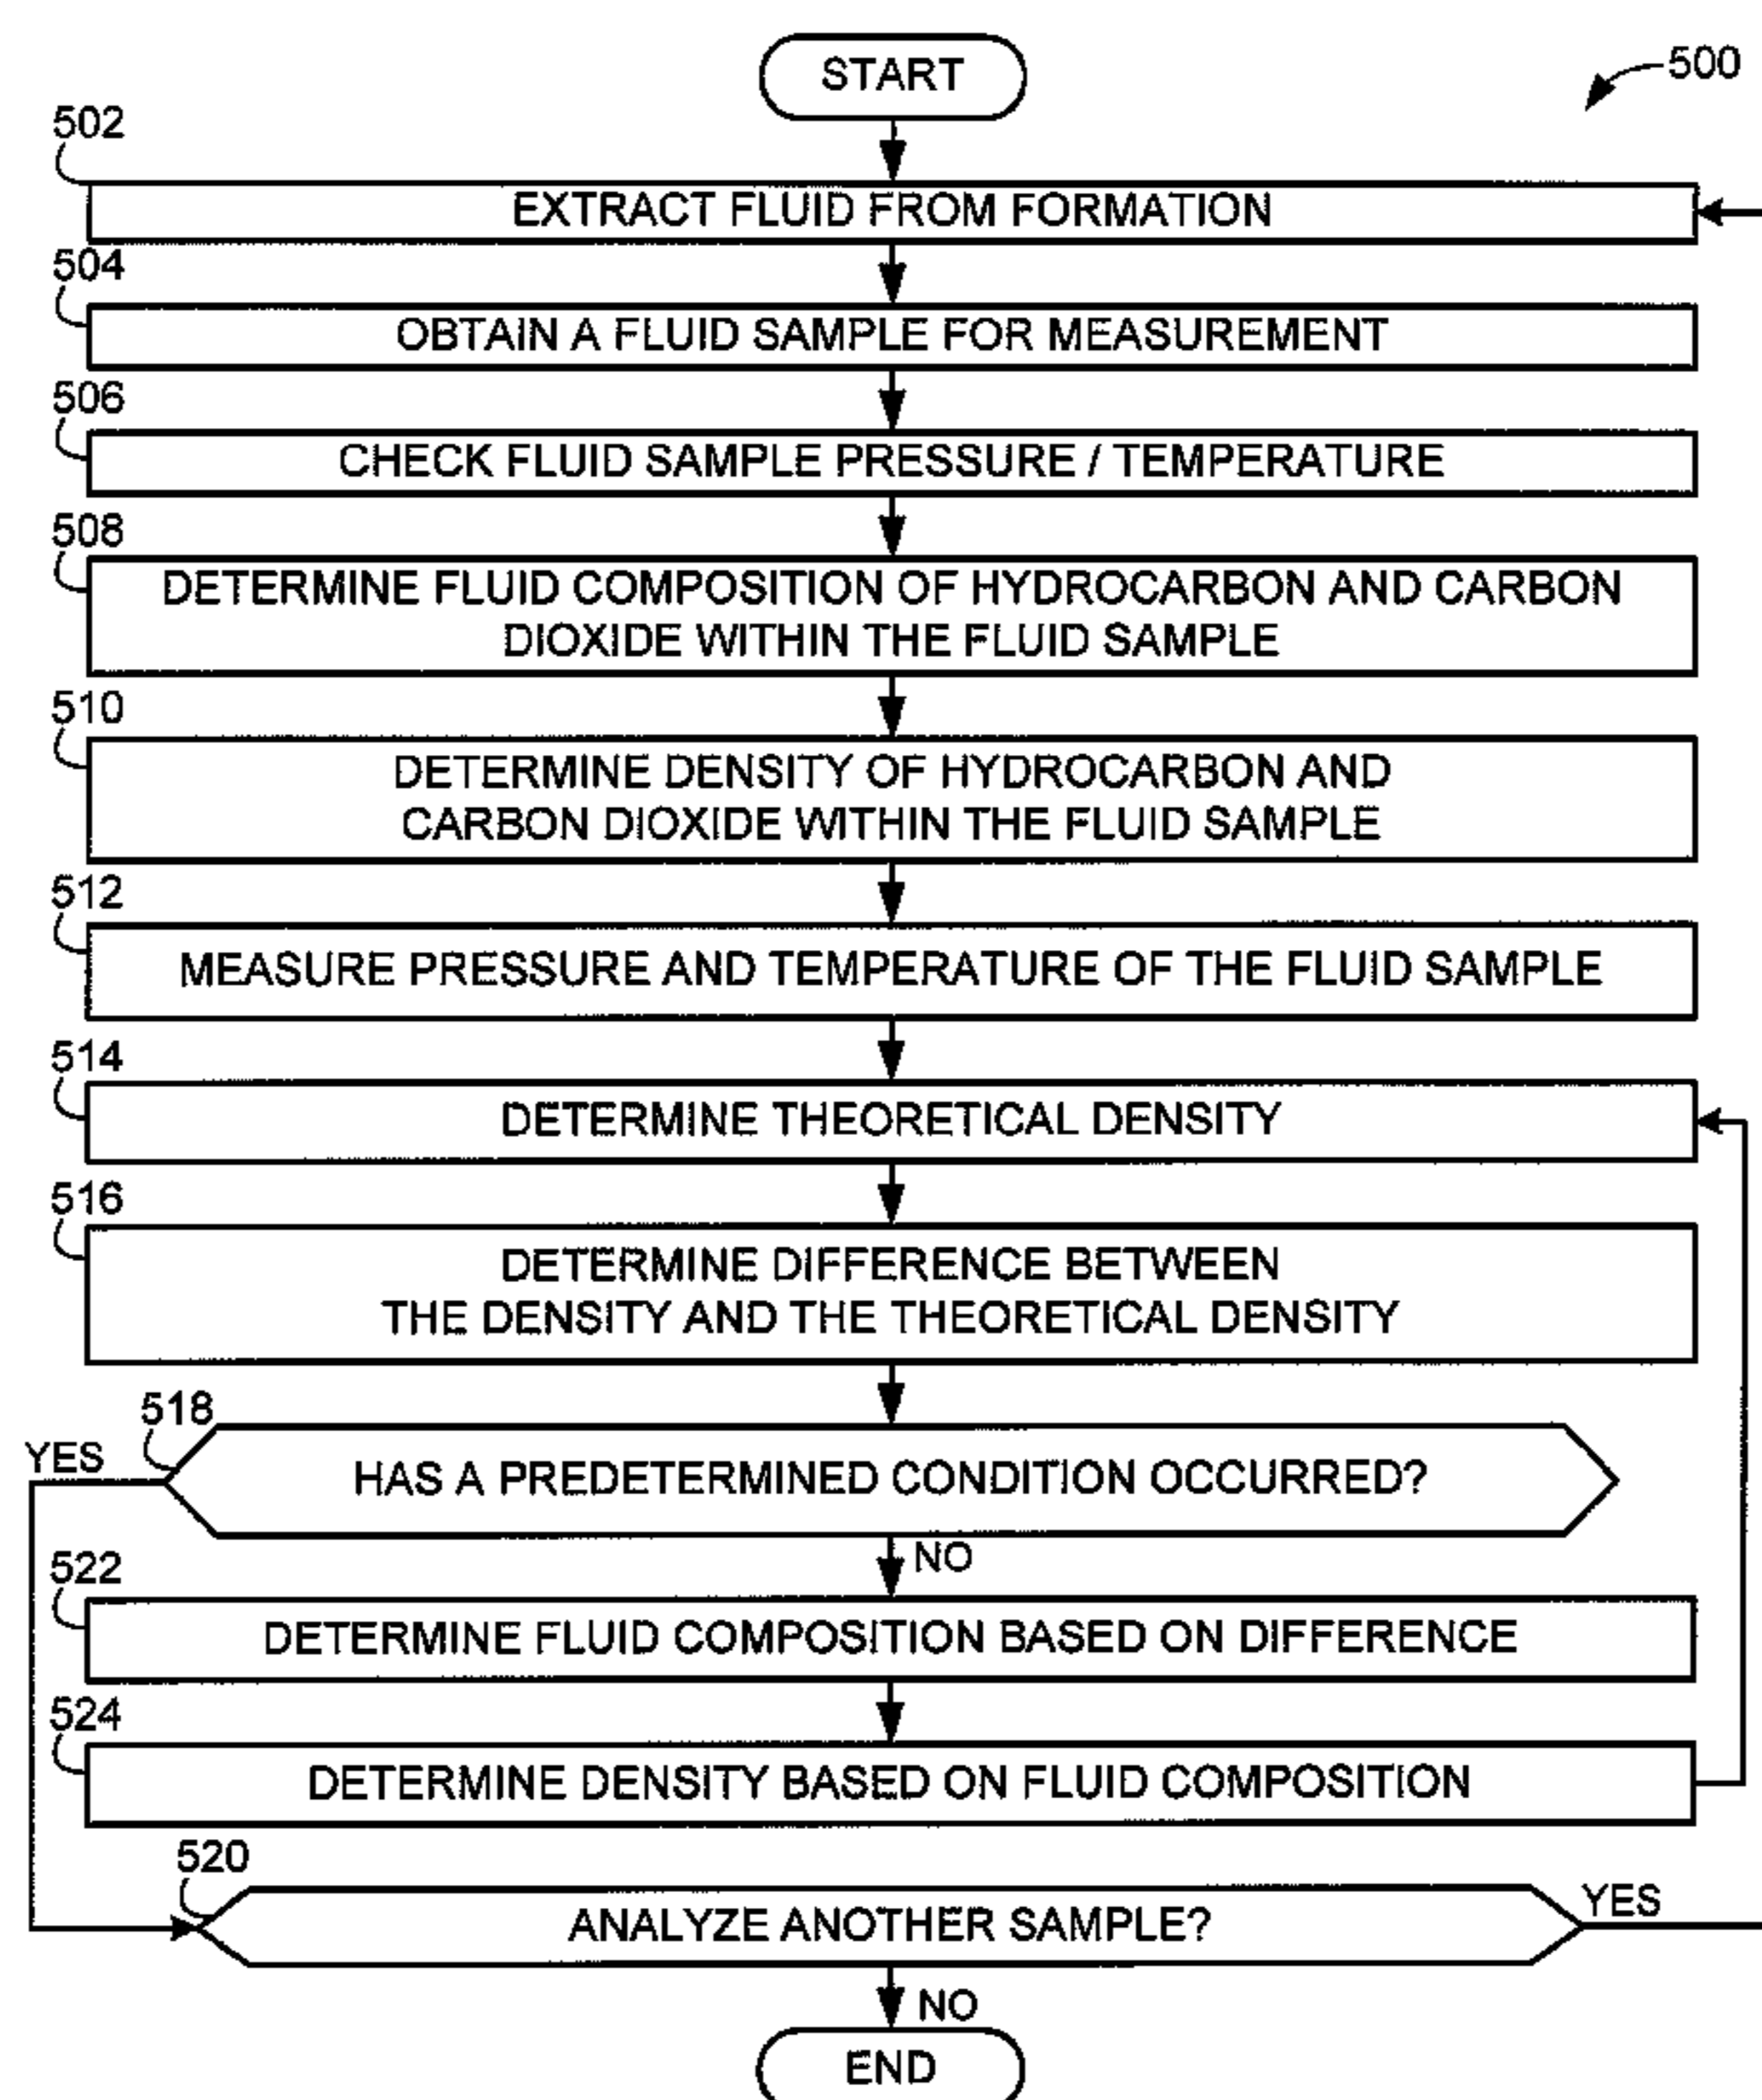 START
500
502
EXTRACT FLUID FROM FORMATION
504
OBTAIN A FLUID SAMPLE FOR MEASUREMENT
506
CHECK FLUID SAMPLE PRESSURE / TEMPERATURE
508
DETERMINE FLUID COMPOSITION OF HYDROCARBON AND CARBON
DIOXIDE WITHIN THE FLUID SAMPLE
510
DETERMINE DENSITY OF HYDROCARBON AND
CARBON DIOXIDE WITHIN THE FLUID SAMPLE
512
MEASURE PRESSURE AND TEMPERATURE OF THE FLUID SAMPLE
514
DETERMINE THEORETICAL DENSITY
516
DETERMINE DIFFERENCE BETWEEN
THE DENSITY AND THE THEORETICAL DENSITY
518
YES
HAS A PREDETERMINED CONDITION OCCURRED?
NO
522
DETERMINE FLUID COMPOSITION BASED ON DIFFERENCE
524
DETERMINE DENSITY BASED ON FLUID COMPOSITION
520
ANALYZE ANOTHER SAMPLE?
YES
NO
END